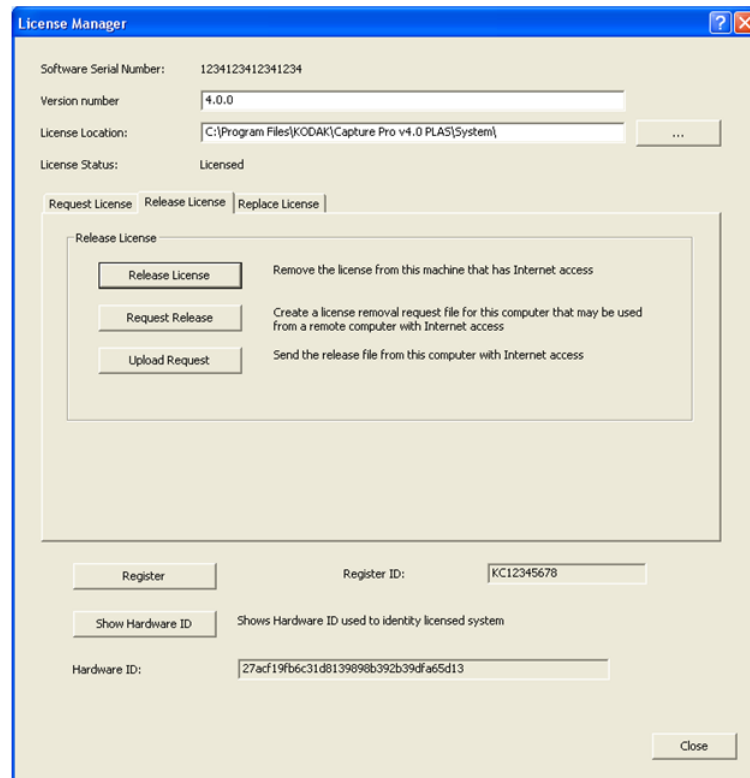 License Manager
Software Serial Number: 1234123412341234
Version number 4.0.0
License Location: C:\Program Files\KODAK\Capture Pro v4.0 PLAS\System\ ...
License Status: Licensed
Request License Release License Replace License
Release License
Release License Remove the license from this machine that has Internet access
Request Release Create a license removal request file for this computer that may be used
from a remote computer with Internet access
Upload Request Send the release file from this computer with Internet access
Register Register ID: KC12345678
Show Hardware ID Shows Hardware ID used to identity licensed system
Hardware ID: 27acf19fb6c31d8139898b392b39dfa65d13
Close